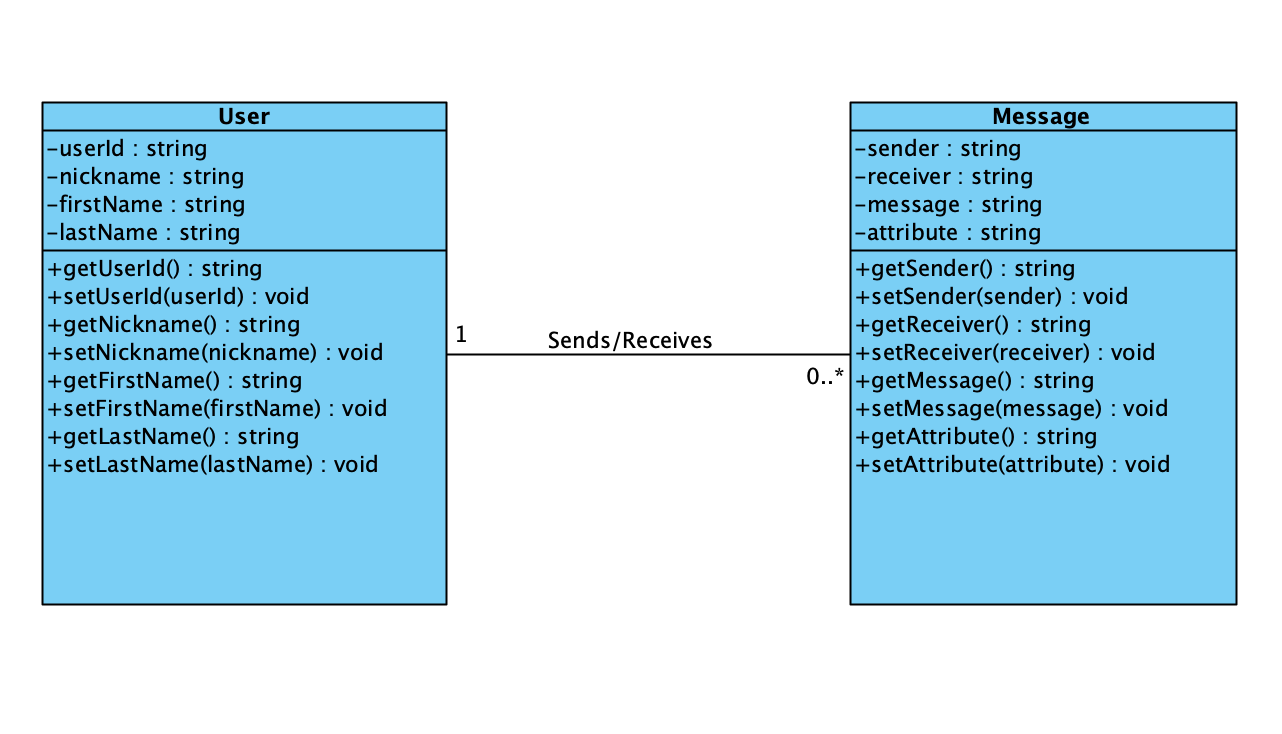 User
-userId : string
-nickname : string
-firstName : string
-lastName : string
+getUserId() : string
+setUserId(userId) : void
+getNickname() : string
+setNickname(nickname) : void
+getFirstName() : string
+setFirstName(firstName) : void
+getLastName() : string
+setLastName(lastName) : void
1
Sends/Receives
0..*
Message
-sender : string
-receiver : string
-message : string
-attribute : string
+getSender() : string
+setSender(sender) : void
+getReceiver() : string
+setReceiver(receiver) : void
+getMessage() : string
+setMessage(message) : void
+getAttribute() : string
+setAttribute(attribute) : void